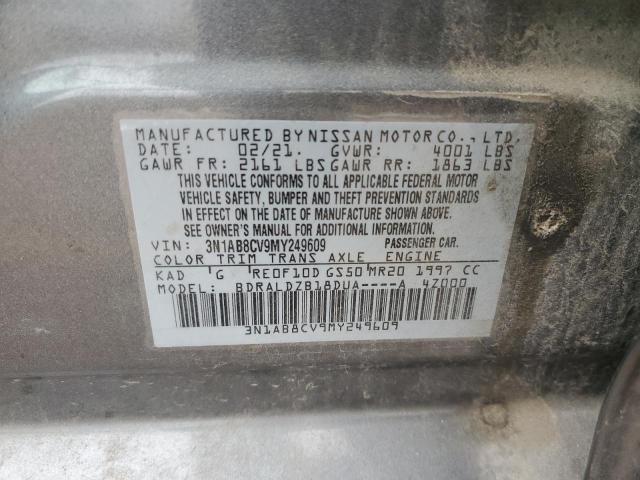 MANUFACTURED BY NISSAN MOTOR CO., LTD.
DATE: 02/21. GVWR: 4001 LBS
GAWR FR: 2161 LBS GAWR RR: 1863 LBS
THIS VEHICLE CONFORMS TO ALL APPLICABLE FEDERAL MOTOR
VEHICLE SAFETY, BUMPER AND THEFT PREVENTION STANDARDS
IN EFFECT ON THE DATE OF MANUFACTURE SHOWN ABOVE.
SEE OWNER'S MANUAL FOR ADDITIONAL INFORMATION.
VIN: 3N1AB8CV9MY249609 PASSENGER CAR.
COLOR TRIM TRANS AXLE ENGINE
KAD G RE0F10D GS50 MR20 1997 CC
MODEL: BDRALDZB18DUA----A 4Z000
3N1AB8CV9MY249609